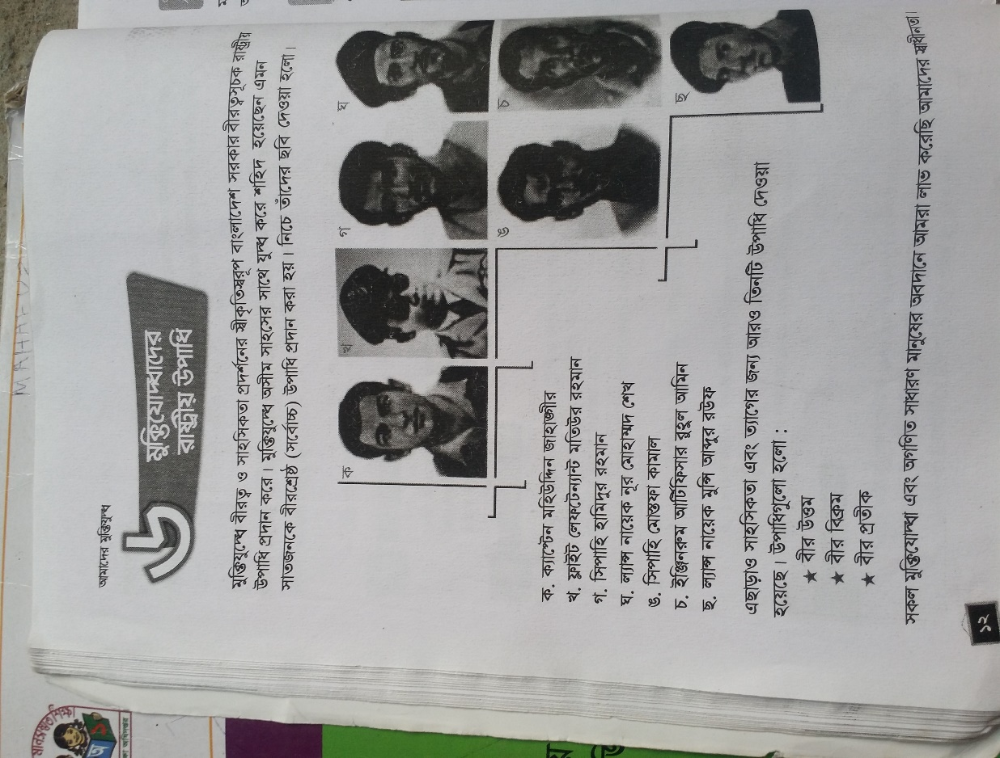 আমাদের মুক্তিযুদ্ধ
৬
মুক্তিযোদ্ধাদের
রাষ্ট্রীয় উপাধি
মুক্তিযুদ্ধে বীরত্ব ও সাহসিকতা প্রদর্শনের স্বীকৃতিস্বরূপ বাংলাদেশ সরকার বীরত্বসূচক রাষ্ট্রীয়
উপাধি প্রদান করে। মুক্তিযুদ্ধে অসীম সাহসের সাথে যুদ্ধ করে শহিদ হয়েছেন এমন
সাতজনকে বীরশ্রেষ্ঠ (সর্বোচ্চ) উপাধি প্রদান করা হয়। নিচে তাঁদের ছবি দেওয়া হলো।
ক
খ
গ
ঘ
ঙ
চ
ছ
ক. ক্যাপ্টেন মহিউদ্দিন জাহাঙ্গীর
খ. ফ্লাইট লেফটেন্যান্ট মতিউর রহমান
গ. সিপাহি হামিদুর রহমান
ঘ. ল্যান্স নায়েক নূর মোহাম্মদ শেখ
ঙ. সিপাহি মোস্তফা কামাল
চ. ইঞ্জিনরুম আর্টিফিসার রুহুল আমিন
ছ. ল্যান্স নায়েক মুন্সি আব্দুর রউফ
এছাড়াও সাহসিকতা এবং ত্যাগের জন্য আরও তিনটি উপাধি দেওয়া
হয়েছে। উপাধিগুলো হলো :
★ বীর উত্তম
★ বীর বিক্রম
★ বীর প্রতীক
সকল মুক্তিযোদ্ধা এবং অগণিত সাধারণ মানুষের অবদানে আমরা লাভ করেছি আমাদের স্বাধীনতা।
১২